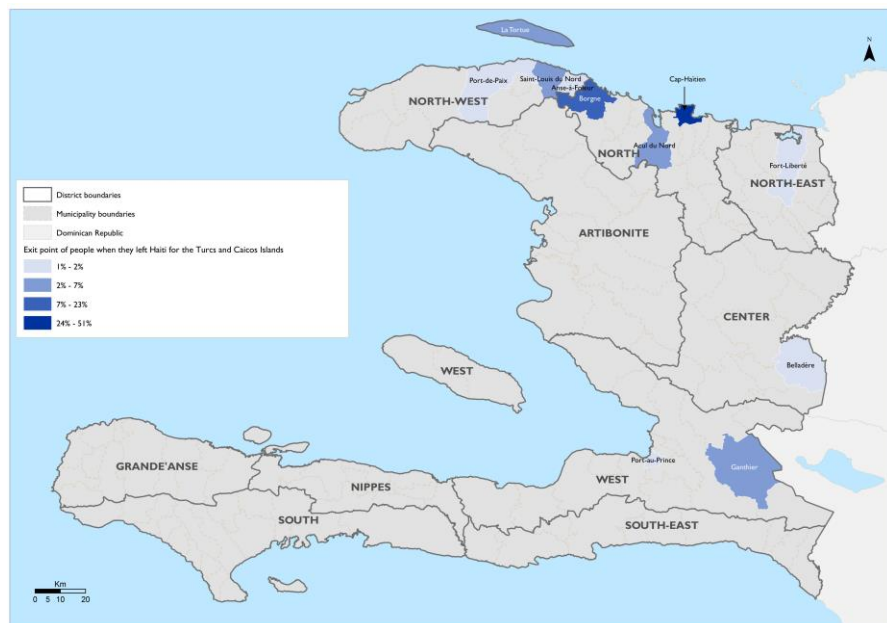 La Tortue
N
Port-de-Paix
Saint-Louis du Nord
Anse-à-Foleur
Borgne
Cap-Haïtien
NORTH-WEST
NORTH
Acul du Nord
Fort-Liberté
NORTH-EAST
District boundaries
Municipality boundaries
Dominican Republic
Exit point of people when they left Haiti for the Turcs and Caicos Islands
1% - 2%
2% - 7%
7% - 23%
24% - 51%
ARTIBONITE
CENTER
Belladère
WEST
Port-au-Prince
Ganthier
GRANDE'ANSE
NIPPES
WEST
SOUTH
SOUTH-EAST
Km
0 5 10 20